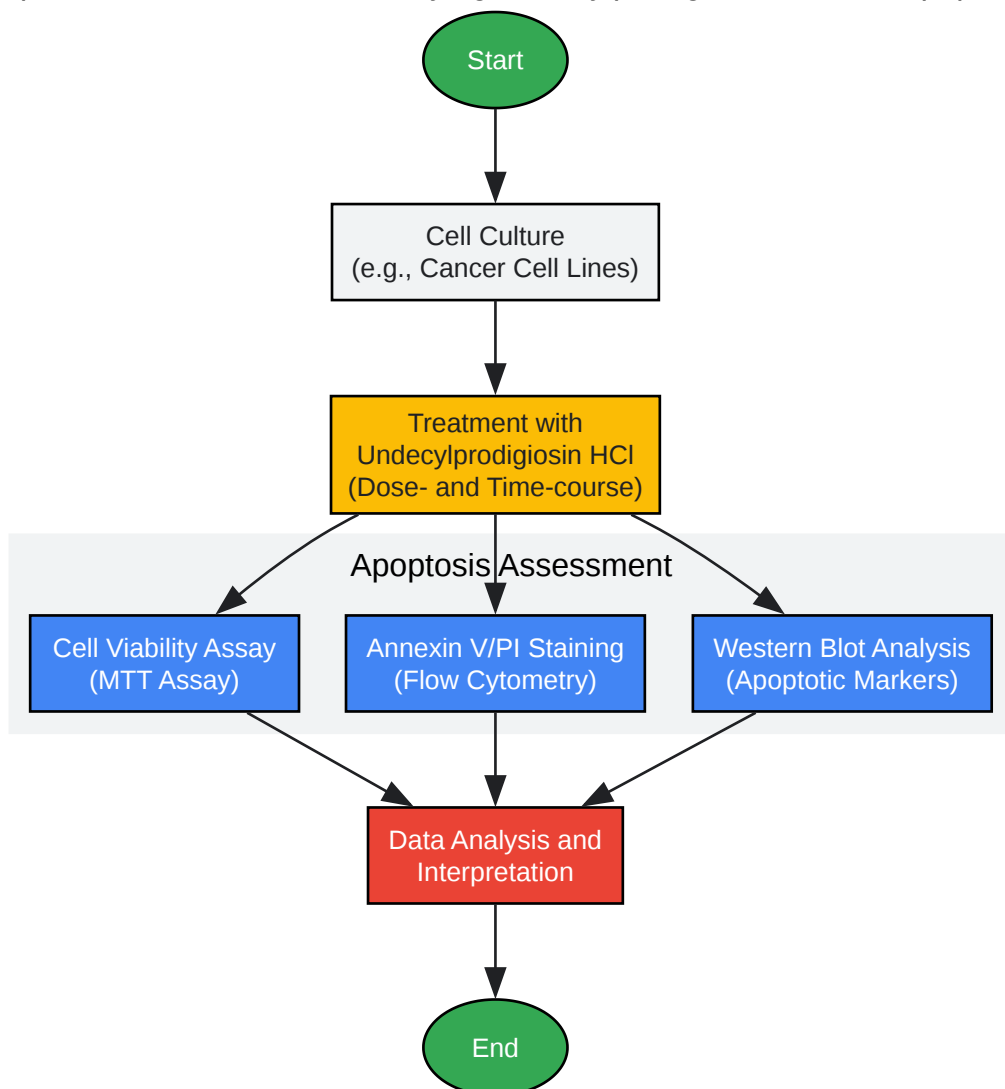 Start
Cell Culture
(e.g., Cancer Cell Lines)
Treatment with
Undecylprodigiosin HCl
(Dose- and Time-course)
Apoptosis Assessment
Cell Viability Assay
(MTT Assay)
Annexin V/PI Staining
(Flow Cytometry)
Western Blot Analysis
(Apoptotic Markers)
Data Analysis and
Interpretation
End